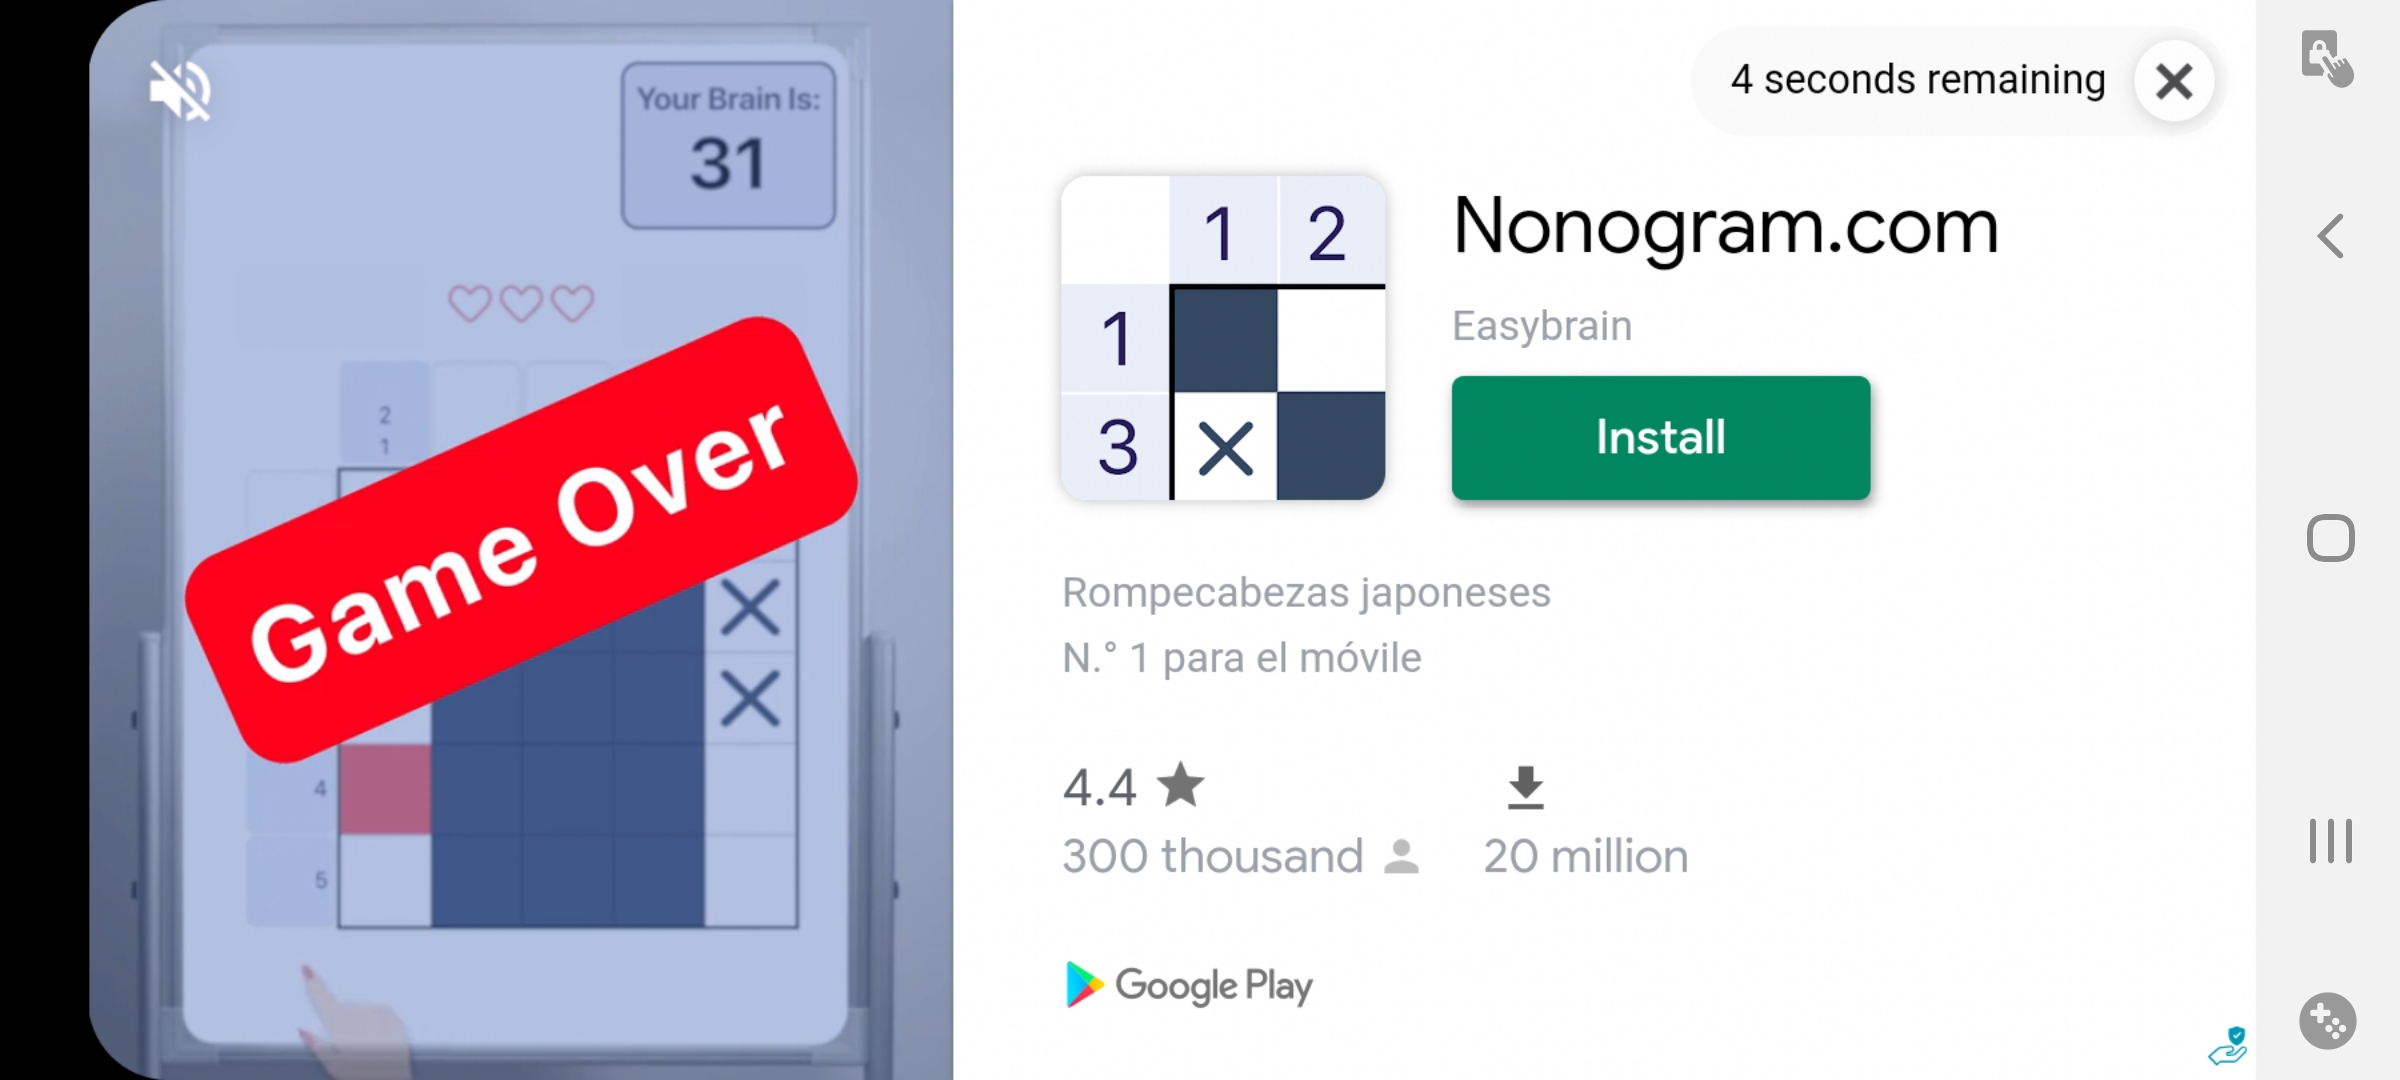 Your Brain Is:
31
2
1
Game Over
4
5
4 seconds remaining
1 2
1
3
Nonogram.com
Easybrain
Install
Rompecabezas japoneses
N.° 1 para el móvile
4.4
300 thousand
20 million
Google Play